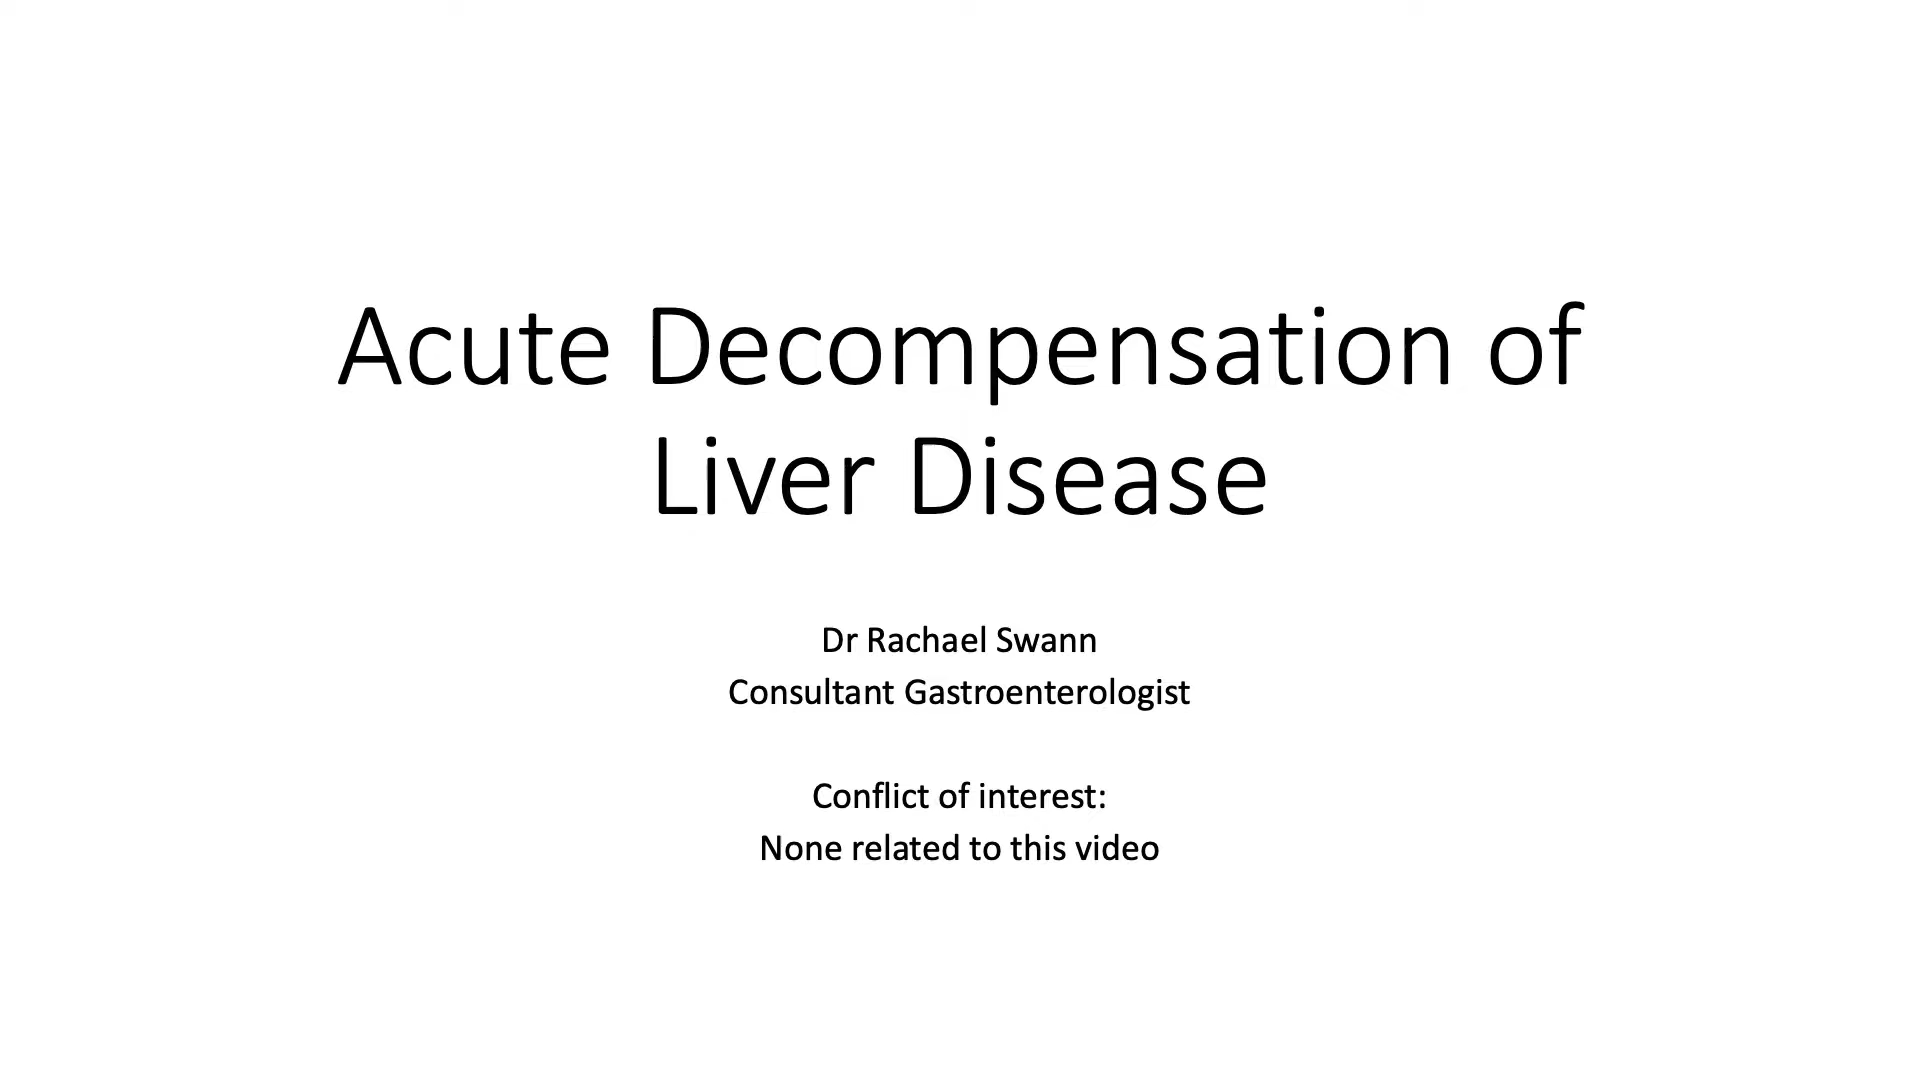 Acute Decompensation of
Liver Disease
Dr Rachael Swann
Consultant Gastroenterologist
Conflict of interest:
None related to this video